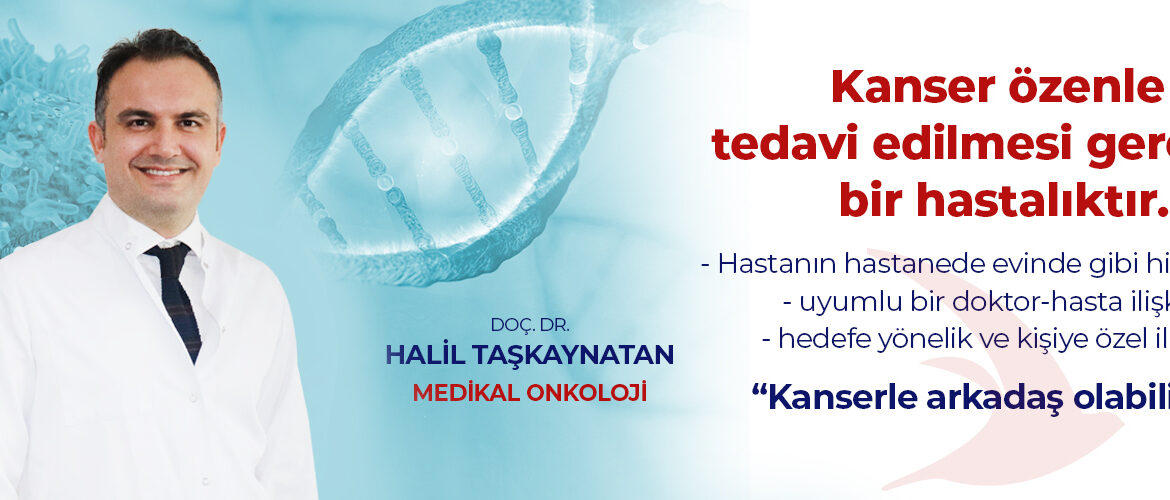 Kanser özenle
tedavi edilmesi
bir hastalıktır.
- Hastanın hastanede evinde gibi
- uyumlu bir doktor-hasta
- hedefe yönelik ve kişiye özel
“Kanserle arkadaş
DOÇ. DR.
HALİL TAŞKAYNATAN
MEDİKAL ONKOLOJİ